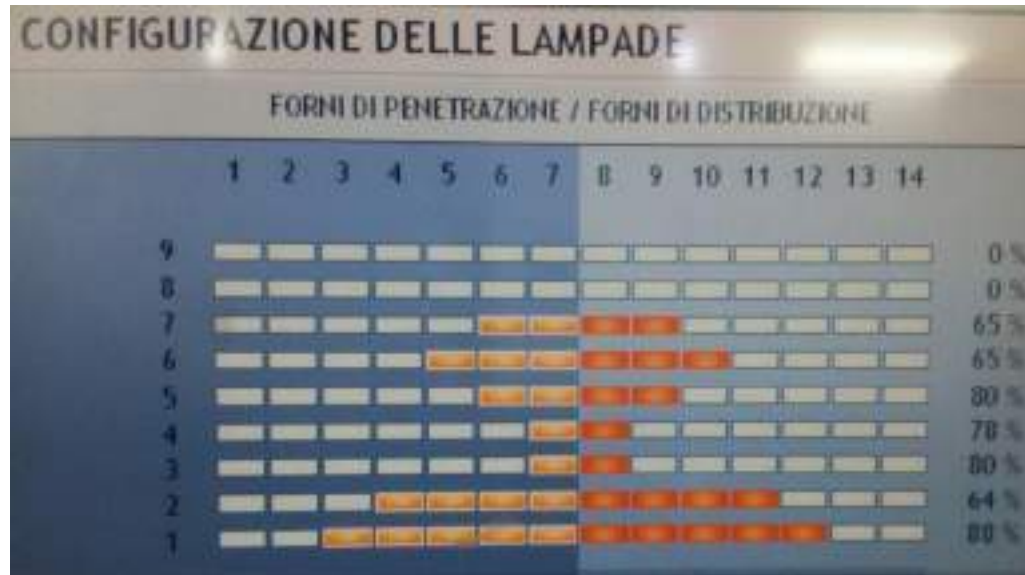 CONFIGURAZIONE DELLE LAMPADE
FORNI DI PENETRAZIONE / FORNI DI DISTRIBUZIONE
1 2 3 4 5 6 7 8 9 10 11 12 13 14
9 0 %
8 0 %
7 65 %
6 65 %
5 80 %
4 78 %
3 80 %
2 64 %
1